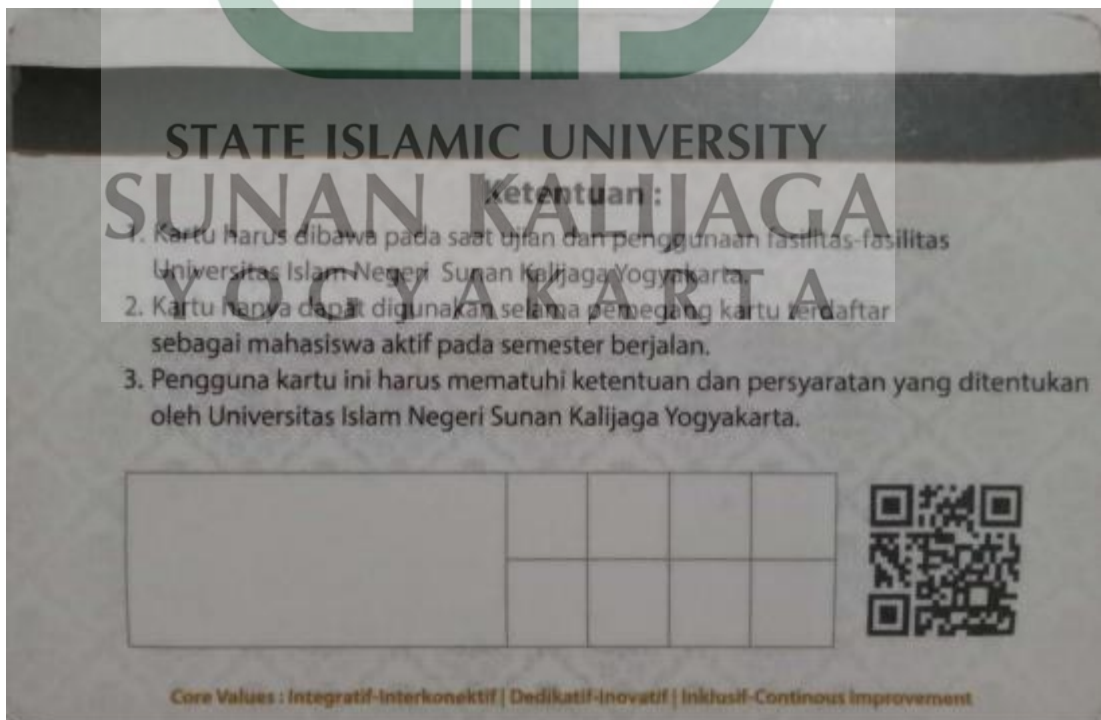 STATE ISLAMIC UNIVERSITY
SUNAN KALIJAGA
YOGYAKARTA
Ketentuan :
1. Kartu harus dibawa pada saat ujian dan penggunaan fasilitas-fasilitas
Universitas Islam Negeri Sunan Kalijaga Yogyakarta.
2. Kartu hanya dapat digunakan selama pemegang kartu terdaftar
sebagai mahasiswa aktif pada semester berjalan.
3. Pengguna kartu ini harus mematuhi ketentuan dan persyaratan yang ditentukan
oleh Universitas Islam Negeri Sunan Kalijaga Yogyakarta.
Core Values : Integratif-Interkonektif | Dedikatif-Inovatif | Inklusif-Continous Improvement